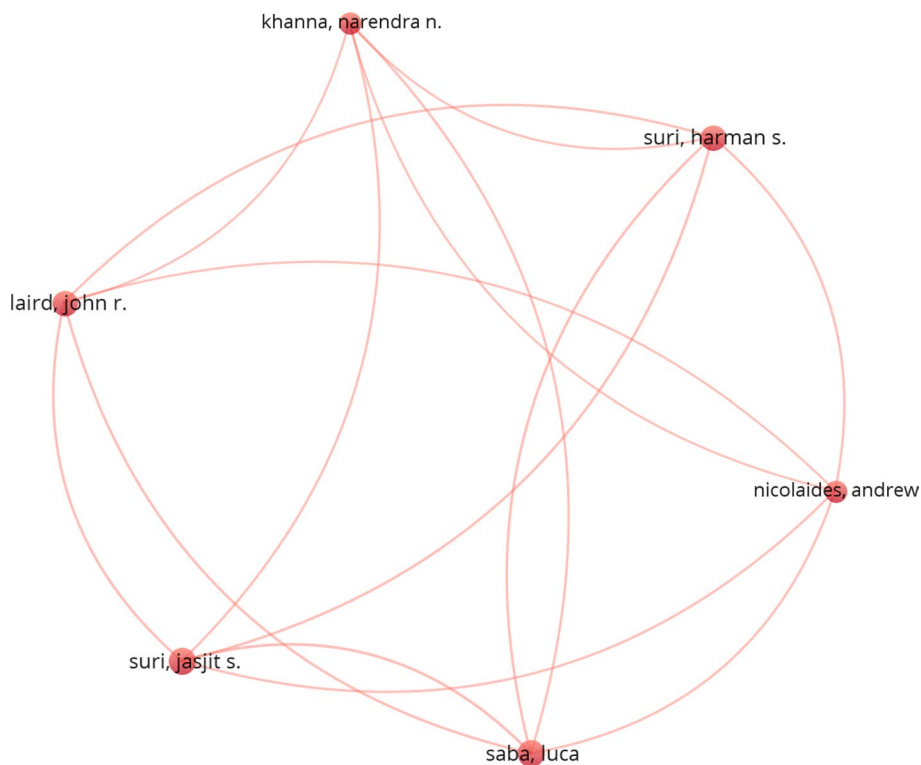 khanna, narendra n.
suri, harman s.
laird, john r.
nicolaides, andrew
suri, jasjit s.
saba, luca